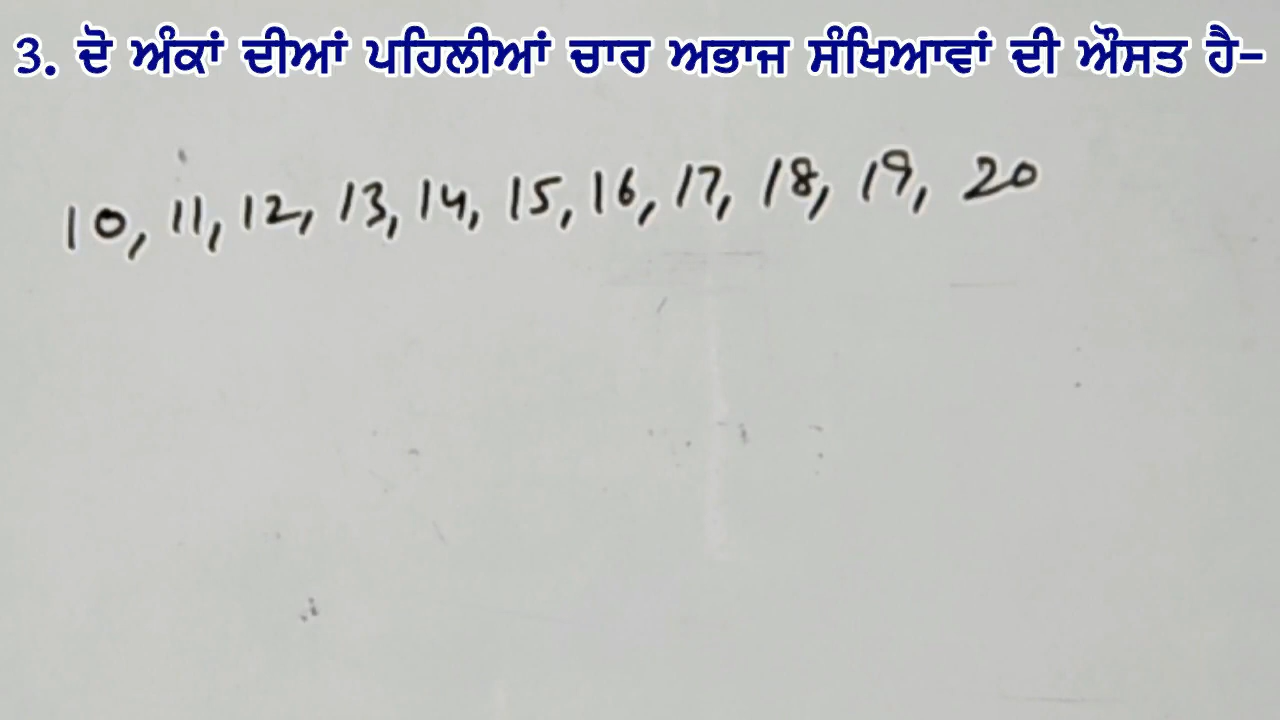 3. ਦੋ ਅੰਕਾਂ ਦੀਆਂ ਪਹਿਲੀਆਂ ਚਾਰ ਅਭਾਜ ਸੰਖਿਆਵਾਂ ਦੀ ਔਸਤ ਹੈ-
10, 11, 12, 13, 14, 15, 16, 17, 18, 19, 20